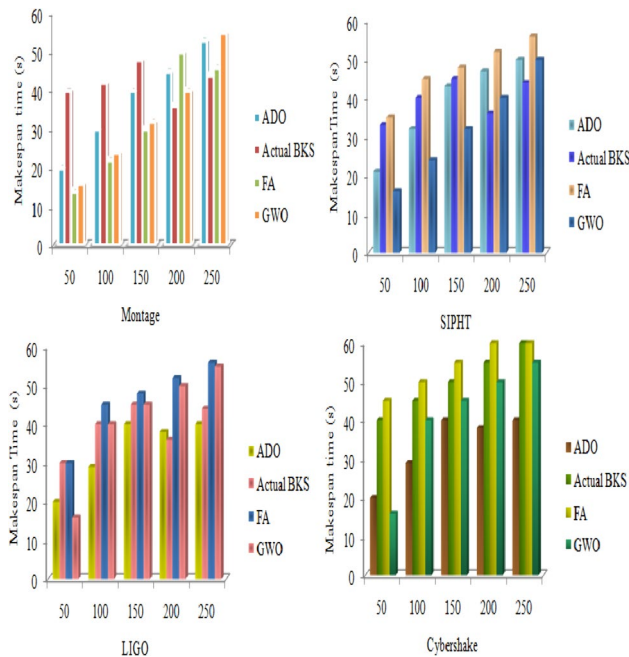 Makespan time (s)
60
50
40
30
20
10
0
50 100 150 200 250
Montage
ADO
Actual BKS
FA
GWO
MakespanTime (s)
60
50
40
30
20
10
0
50 100 150 200 250
SIPHT
ADO
Actual BKS
FA
GWO
Makespan Time (s)
60
50
40
30
20
10
0
50 100 150 200 250
LIGO
ADO
Actual BKS
FA
GWO
Makespan time (s)
60
50
40
30
20
10
0
50 100 150 200 250
Cybershake
ADO
Actual BKS
FA
GWO